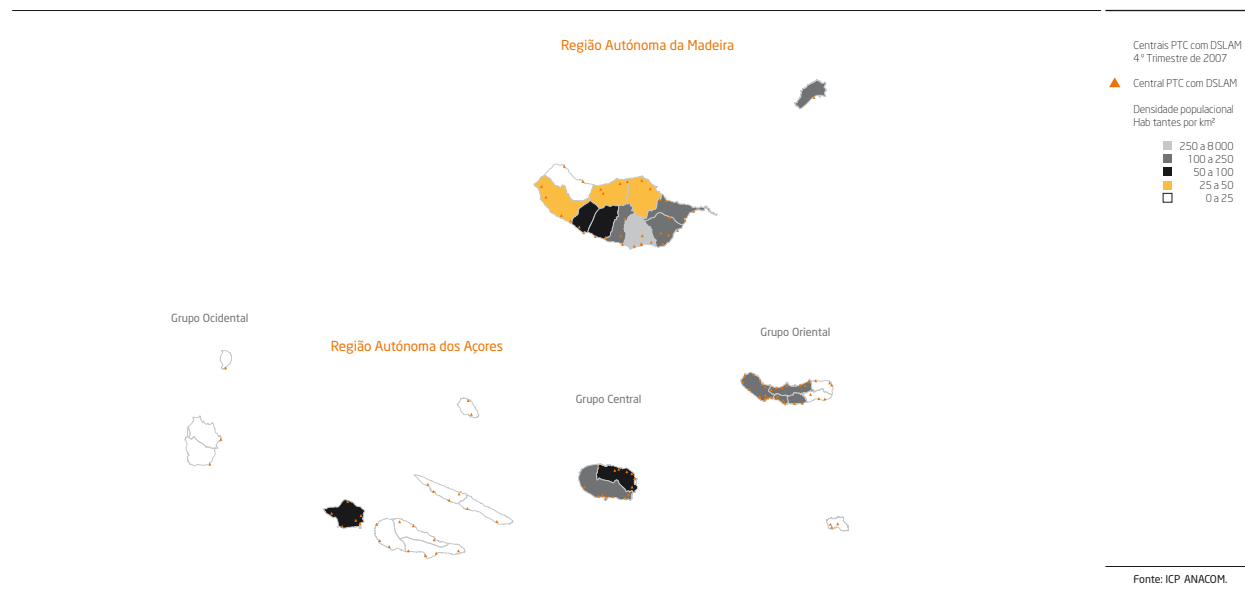 Região Autónoma da Madeira
Centrais PTC com DSLAM
4º Trimestre de 2007
Central PTC com DSLAM
Densidade populacional
Hab tantes por km²
250 a 8 000
100 a 250
50 a 100
25 a 50
0 a 25
Grupo Ocidental
Região Autónoma dos Açores
Grupo Oriental
Grupo Central
Fonte: ICP ANACOM.